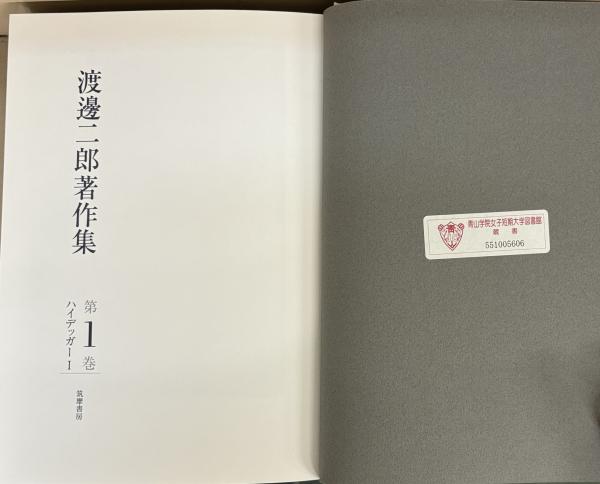 渡邊二郎著作集
第1巻
ハイデッガー I
筑摩書房
青山学院女子短期大学図書館
蔵書
551005606